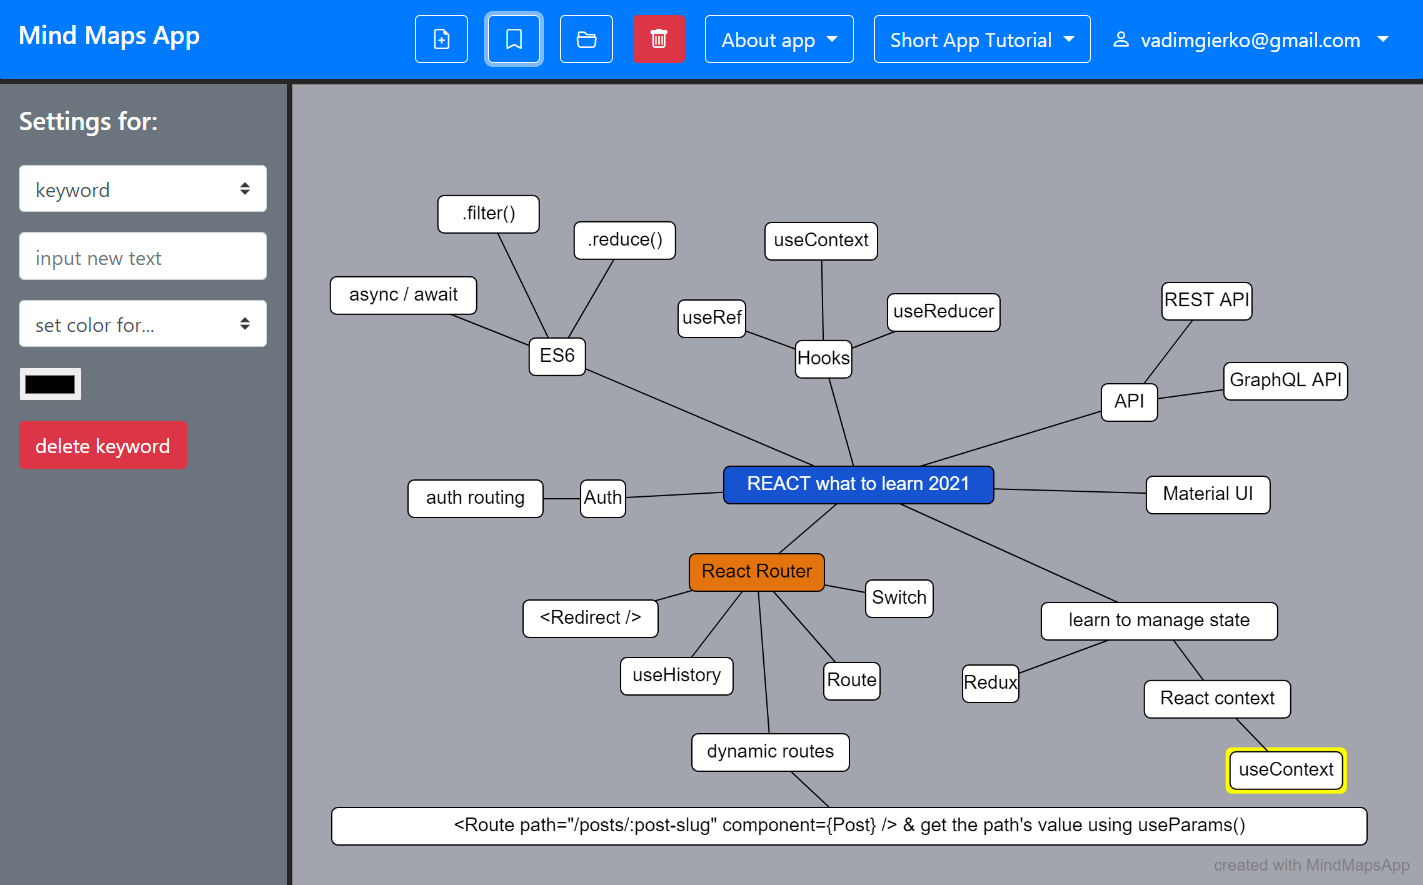 Mind Maps App
About app
Short App Tutorial
vadimgierko@gmail.com
Settings for:
keyword
input new text
set color for...
delete keyword
.filter()
.reduce()
async / await
ES6
useContext
useRef
useReducer
Hooks
REST API
GraphQL API
API
REACT what to learn 2021
auth routing
Auth
Material UI
React Router
Switch
<Redirect />
useHistory
Route
learn to manage state
Redux
React context
useContext
dynamic routes
<Route path="/posts/:post-slug" component={Post} /> & get the path's value using useParams()
created with MindMapsApp